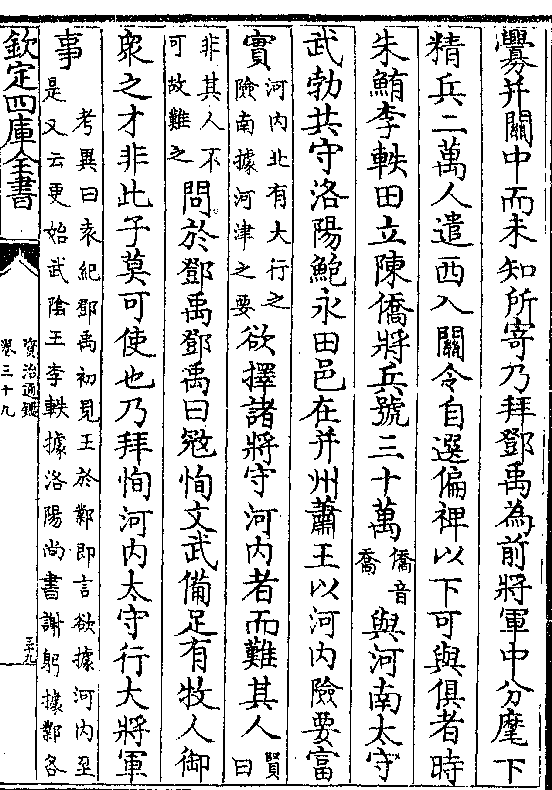 釁并關中而未知所寄乃拜鄧禹為前將軍中分麾下
精兵二萬人遣西入關令自選偏裨以下可與俱者時
朱鮪李軼田立陳僑將兵號三十萬僑音喬與河南太守
武勃共守洛陽鮑永田邑在并州蕭王以河内險要富
實河内北有大行之險南據河津之要欲擇諸將守河内者而難其人賢曰
非其人不可故難之問於鄧禹鄧禹曰宼恂文武備足有牧人御
衆之才非此子莫可使也乃拜恂河内太守行大將軍
事考異曰袁紀鄧禹初見王於鄴即言欲據河内至是又云更始武隂王李軼據洛陽尚書謝躬據鄴各
欽定四庫全書
資治通鑑
卷三十九